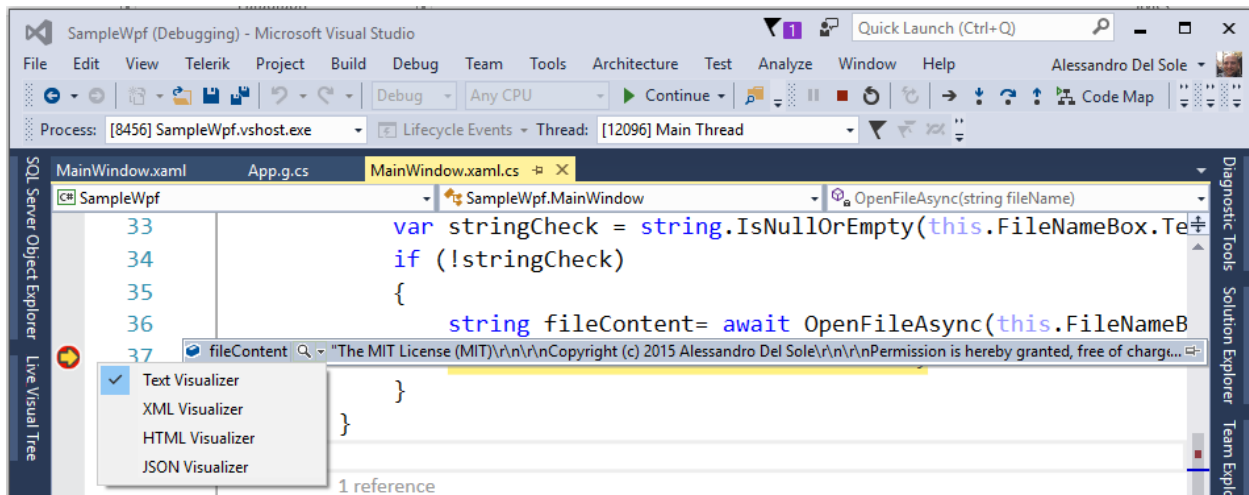 SampleWpf (Debugging) - Microsoft Visual Studio 1 Quick Launch (Ctrl+Q)
File Edit View Telerik Project Build Debug Team Tools Architecture Test Analyze Window Help Alessandro Del Sole
Debug Any CPU Continue Code Map
Process: [8456] SampleWpf.vshost.exe Lifecycle Events Thread: [12096] Main Thread
MainWindow.xaml App.g.cs MainWindow.xaml.cs
C# SampleWpf SampleWpf.MainWindow OpenFileAsync(string fileName)
33 var stringCheck = string.IsNullOrEmpty(this.FileNameBox.Te
34 if (!stringCheck)
35 {
36 string fileContent= await OpenFileAsync(this.FileNameB
37 fileContent "The MIT License (MIT)\r\n\r\nCopyright (c) 2015 Alessandro Del Sole\r\n\r\nPermission is hereby granted, free of charge...
Text Visualizer
}
XML Visualizer
}
HTML Visualizer
JSON Visualizer
1 reference
SQL Server Object Explorer
Live Visual Tree
Diagnostic Tools
Solution Explorer
Team Explo